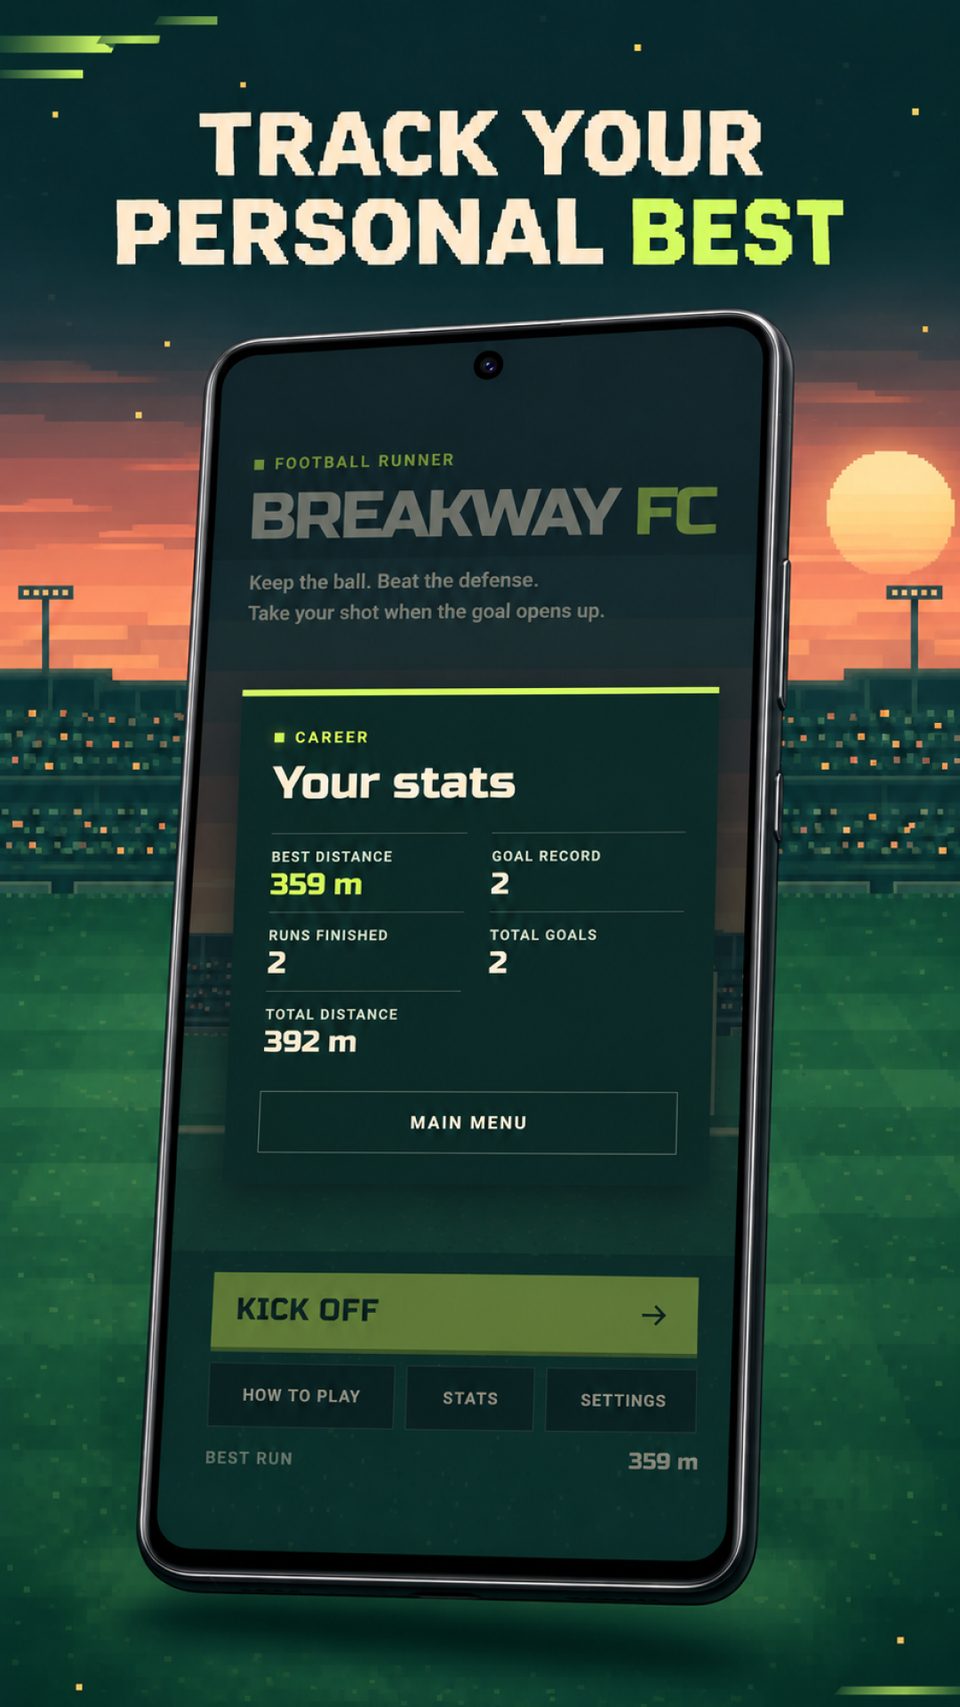 TRACK YOUR
PERSONAL BEST
FOOTBALL RUNNER
BREAKWAY FC
Keep the ball. Beat the defense.
Take your shot when the goal opens up.
CAREER
Your stats
BEST DISTANCE
359 m
GOAL RECORD
2
RUNS FINISHED
2
TOTAL GOALS
2
TOTAL DISTANCE
392 m
MAIN MENU
KICK OFF →
HOW TO PLAY
STATS
SETTINGS
BEST RUN
359 m